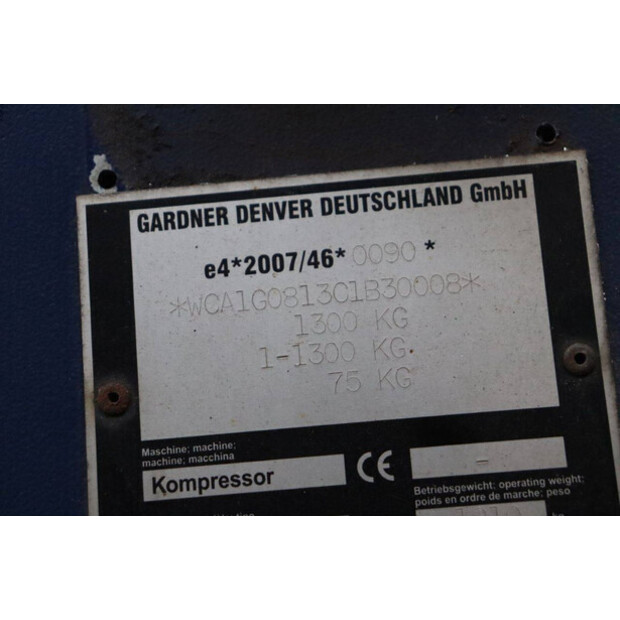 GARDNER DENVER DEUTSCHLAND GmbH
e4*2007/46*0090*
*WCA1G0813C1B30008*
1300 KG
1-1300 KG.
75 KG
Maschine; machine;
machine; macchina
Kompressor
CE
-
Betriebsgewicht; operating weight;
poids en ordre de marche; peso